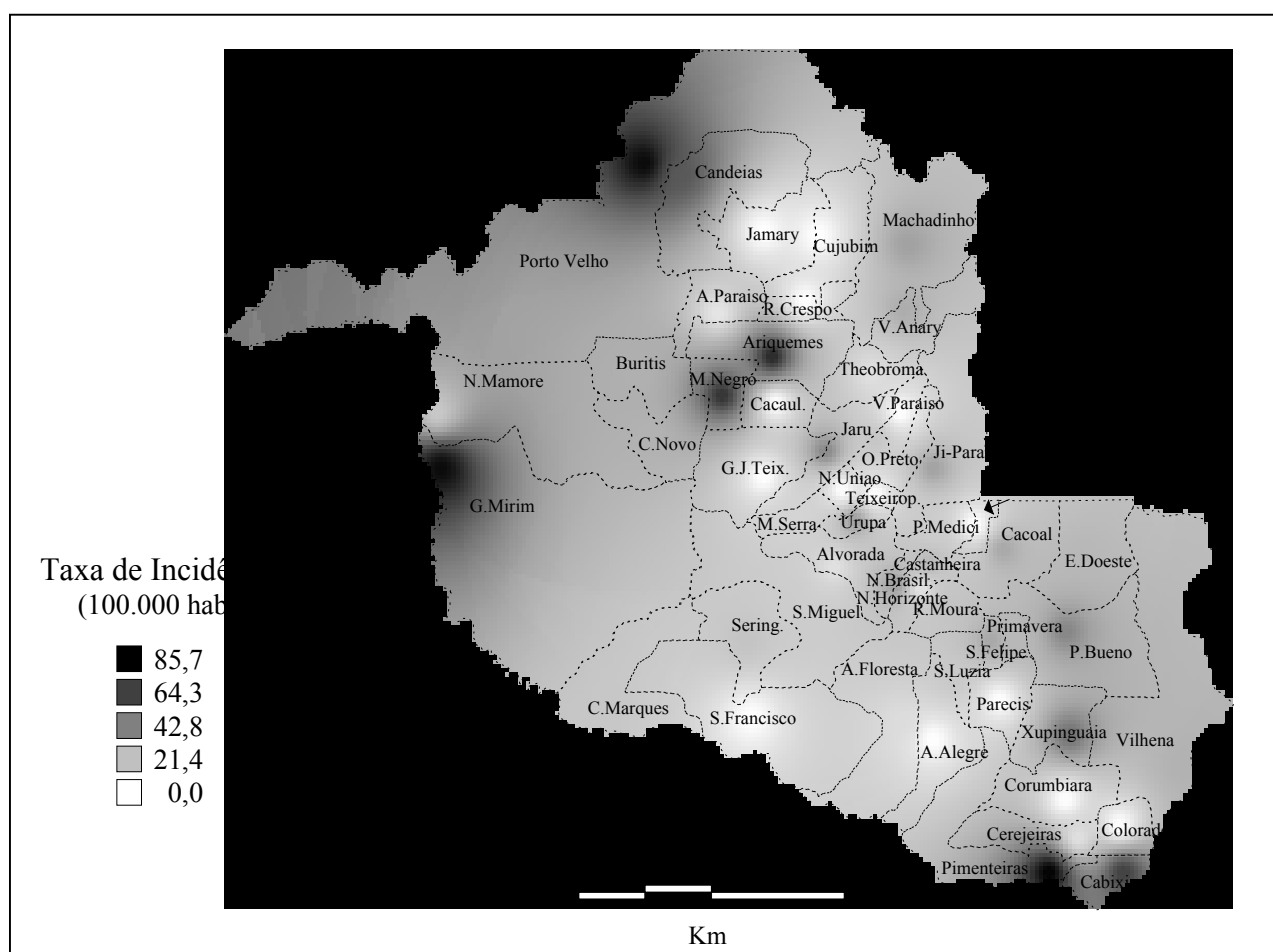 Candeias
Machadinho
Jamary
Cujubim
Porto Velho
A.Paraiso
R.Crespo
V.Anary
Ariquemes
Buriti­s
Theobroma
N.Mamore
M.Negro
Cacaul.
V.Paraiso
Jaru
C.Novo
O.Preto
Ji-Para
G.J.Teix.
N.Uniao
Teixeirop
G.Mirim
M.Serra
Urupa
P.Medici
Cacoal
Alvorada
Castanheira
E.Doeste
N.Brasil
N.Horizonte
S.Miguel
R.Moura
Sering.
Primavera
S.Felipe
P.Bueno
A.Floresta
S.Luzia
C.Marques
S.Francisco
Parecis
Xupinguaia
Vilhena
A.Alegre
Corumbiara
Cerejeiras
Colorad
Pimenteiras
Cabixi
Taxa de Incidê
(100.000 hab
85,7
64,3
42,8
21,4
0,0
Km